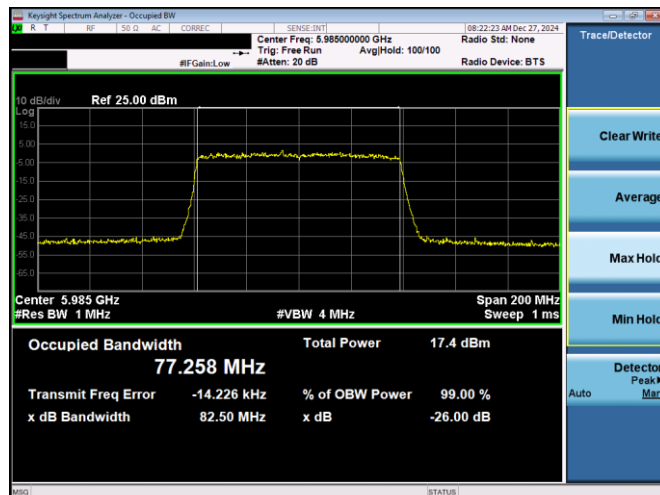 Keysight Spectrum Analyzer - Occupied BW
R T RF 50 Ω AC CORREC SENSE:INT 08:22:23 AM Dec 27, 2024
Center Freq: 5.985000000 GHz Radio Std: None
Trig: Free Run Avg|Hold: 100/100
#IFGain:Low #Atten: 20 dB Radio Device: BTS
Trace/Detector
10 dB/div Ref 25.00 dBm
Log
15.0
5.00
-5.00
-15.0
-25.0
-35.0
-45.0
-55.0
-65.0
Center 5.985 GHz Span 200 MHz
#Res BW 1 MHz #VBW 4 MHz Sweep 1 ms
Occupied Bandwidth Total Power 17.4 dBm
77.258 MHz
Transmit Freq Error -14.226 kHz % of OBW Power 99.00 %
x dB Bandwidth 82.50 MHz x dB -26.00 dB
Clear Write
Average
Max Hold
Min Hold
Detector
Peak
Auto Man
MSG STATUS